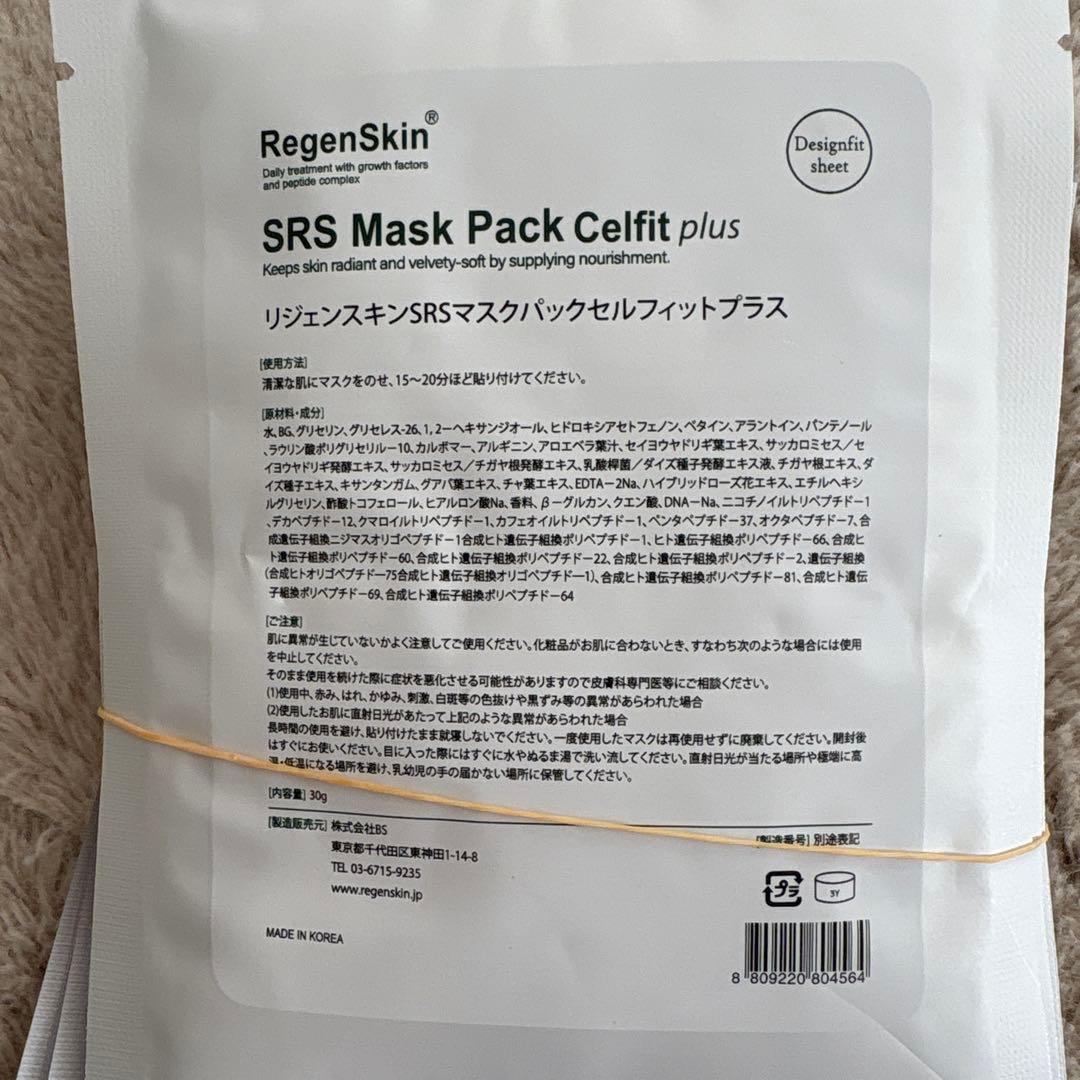 RegenSkin®
Daily treatment with growth factors
and peptide complex
Designfit
sheet
SRS Mask Pack Celfit plus
Keeps skin radiant and velvety-soft by supplying nourishment.
リジェンスキンSRSマスクパックセルフィットプラス
[使用方法]
清潔な肌にマスクをのせ、15〜20分ほど貼り付けてください。
[原材料・成分]
水、BG、グリセリン、グリセレス-26、1,2−ヘキサンジオール、ヒドロキシアセトフェノン、ベタイン、アラントイン、パンテノール
、ラウリン酸ポリグリセリル−10、カルボマー、アルギニン、アロエベラ葉汁、セイヨウヤドリギ葉エキス、サッカロミセス／セ
イヨウヤドリギ発酵エキス、サッカロミセス／チガヤ根発酵エキス、乳酸桿菌／ダイズ種子発酵エキス液、チガヤ根エキス、ダ
イズ種子エキス、キサンタンガム、グアバ葉エキス、チャ葉エキス、EDTA−2Na、ハイブリッドローズ花エキス、エチルヘキシ
ルグリセリン、酢酸トコフェロール、ヒアルロン酸Na、香料、β−グルカン、クエン酸、DNA−Na、ニコチノイルトリペプチド−1
、デカペプチド−12、クマロイルトリペプチド−1、カフェオイルトリペプチド−1、ペンタペプチド−37、オクタペプチド−7、合
成遺伝子組換ニジマスオリゴペプチド−1合成ヒト遺伝子組換ポリペプチド−1、ヒト遺伝子組換ポリペプチド−66、合成ヒ
ト遺伝子組換ポリペプチド−60、合成ヒト遺伝子組換ポリペプチド−22、合成ヒト遺伝子組換ポリペプチド−2、遺伝子組換
(合成ヒトオリゴペプチド−75合成ヒト遺伝子組換オリゴペプチド−1)、合成ヒト遺伝子組換ポリペプチド−81、合成ヒト遺伝
子組換ポリペプチド−69、合成ヒト遺伝子組換ポリペプチド−64
[ご注意]
肌に異常が生じていないかよく注意してご使用ください。化粧品がお肌に合わないとき、すなわち次のような場合には使用
を中止してください。
そのまま使用を続けた際に症状を悪化させる可能性がありますので皮膚科専門医等にご相談ください。
(1)使用中、赤み、はれ、かゆみ、刺激、白斑等の色抜けや黒ずみ等の異常があらわれた場合
(2)使用したお肌に直射日光があたって上記のような異常があらわれた場合
長時間の使用を避け、貼り付けたまま就寝しないでください。一度使用したマスクは再使用せずに廃棄してください。開封後
はすぐにお使いください。目に入った際にはすぐに水やぬるま湯で洗い流してください。直射日光が当たる場所や極端に高
温・低温になる場所を避け、乳幼児の手の届かない場所に保管してください。
[内容量] 30g
[製造販売元] 株式会社BS
東京都千代田区東神田1-14-8
TEL 03-6715-9235
www.regenskin.jp
[製造番号] 別途表記
プラ
3Y
MADE IN KOREA
8 809220 804564